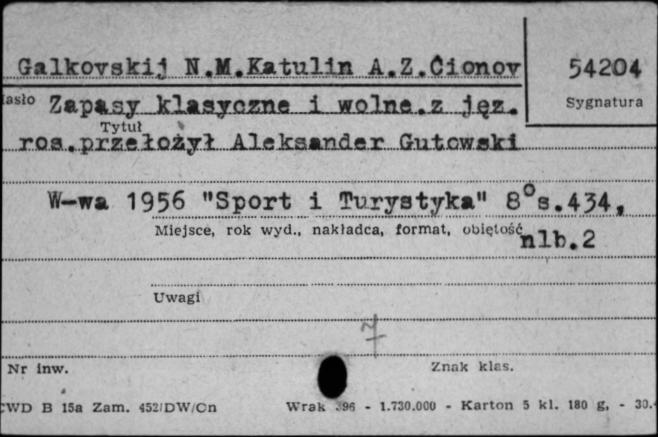 Galkovskij N.M.Katulin A.Z.Čionov
54204
Hasło
Sygnatura
Zapasy klasyczne i wolne.z jęz.
Tytuł
ros.przełożył Aleksander Gutowski
W-wa 1956 "Sport i Turystyka" 8° s.434,
Miejsce, rok wyd., nakładca, format, objętość
nlb.2
Uwagi
Nr inw.
Znak klas.
CWD B 15a Zam. 452/DW/Cn Wrak 396 - 1.730.000 - Karton 5 kl. 180 g, - 30.